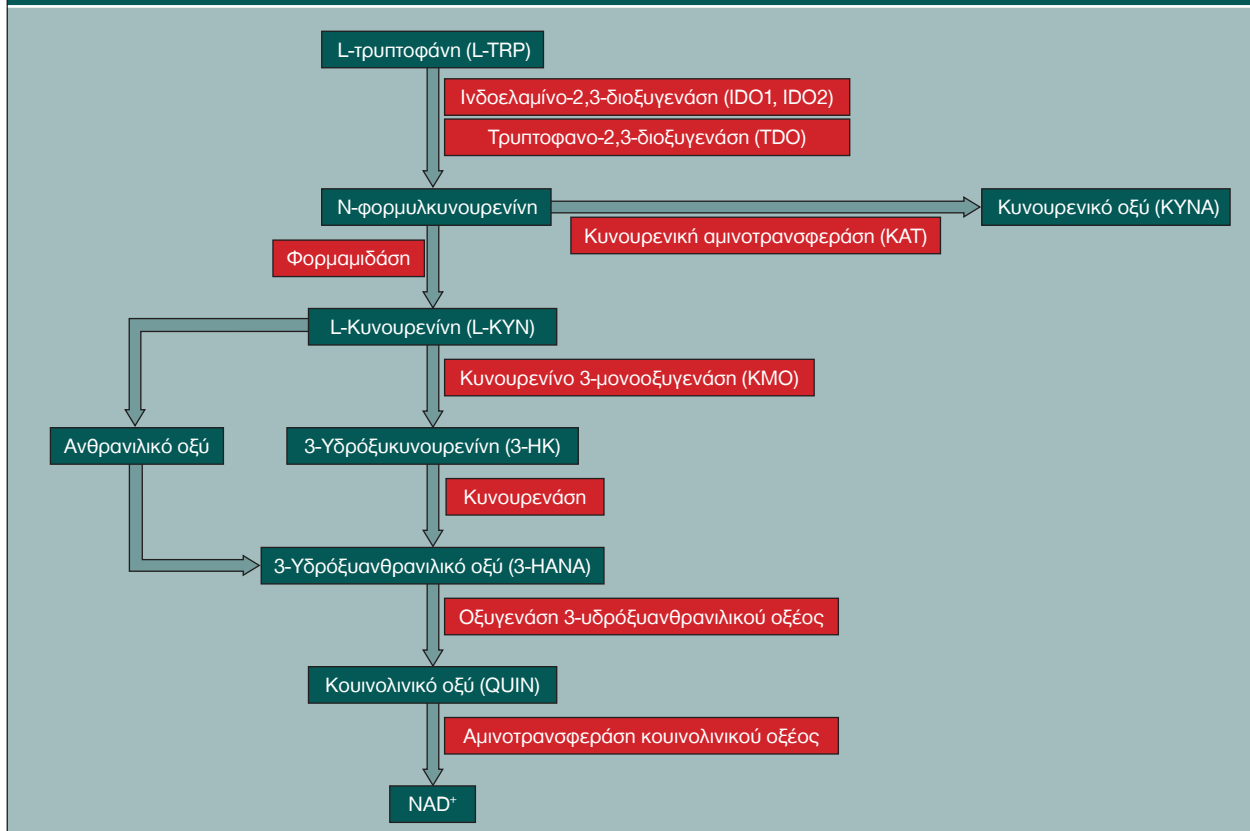 L-τρυπτοφάνη (L-TRP)
Ινδοελαμίνο-2,3-διοξυγενάση (IDO1, IDO2)
Τρυπτοφανο-2,3-διοξυγενάση (TDO)
N-φορμυλκυνουρενίνη
Κυνουρενικό οξύ (KYNA)
Κυνουρενική αμινοτρανσφεράση (KAT)
Φορμαμιδάση
L-Κυνουρενίνη (L-KYN)
Κυνουρενίνο 3-μονοοξυγενάση (KMO)
Ανθρανιλικό οξύ
3-Υδρόξυκυνουρενίνη (3-HK)
Κυνουρενάση
3-Υδρόξυανθρανιλικό οξύ (3-HANA)
Οξυγενάση 3-υδρόξυανθρανιλικού οξέος
Κουινολινικό οξύ (QUIN)
Αμινοτρανσφεράση κουινολινικού οξέος
NAD⁺